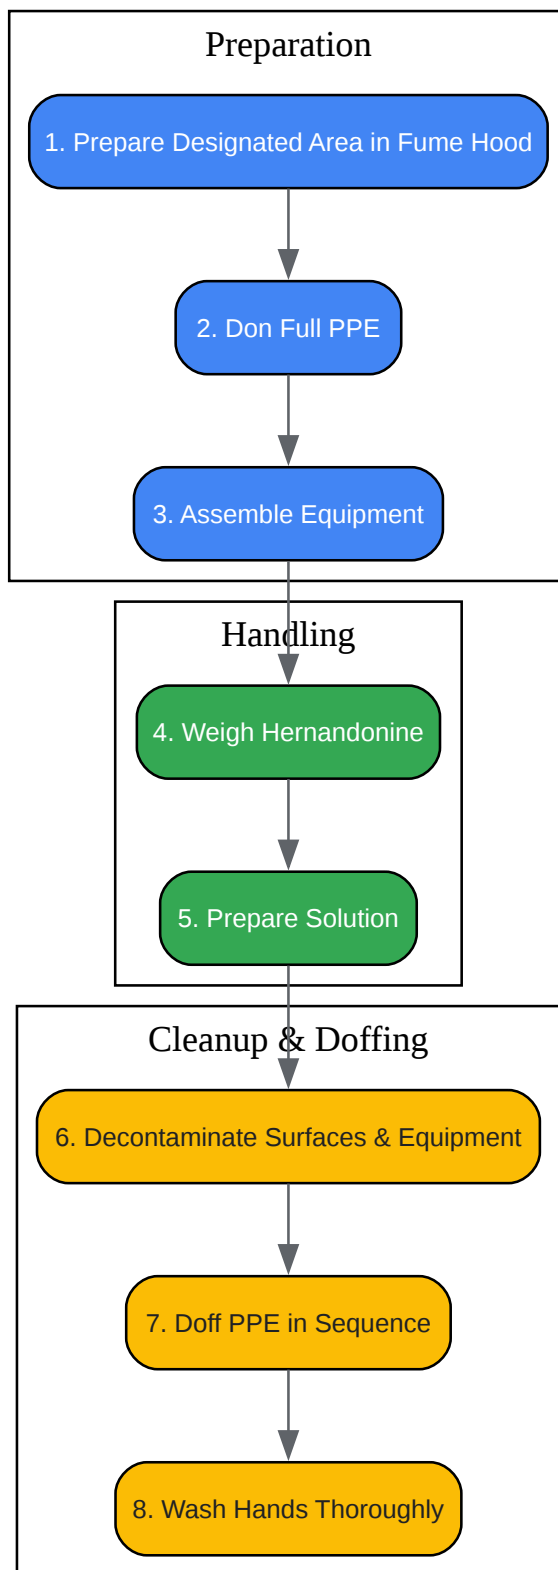 Preparation
1. Prepare Designated Area in Fume Hood
2. Don Full PPE
3. Assemble Equipment
Handling
4. Weigh Hernandonine
5. Prepare Solution
Cleanup & Doffing
6. Decontaminate Surfaces & Equipment
7. Doff PPE in Sequence
8. Wash Hands Thoroughly